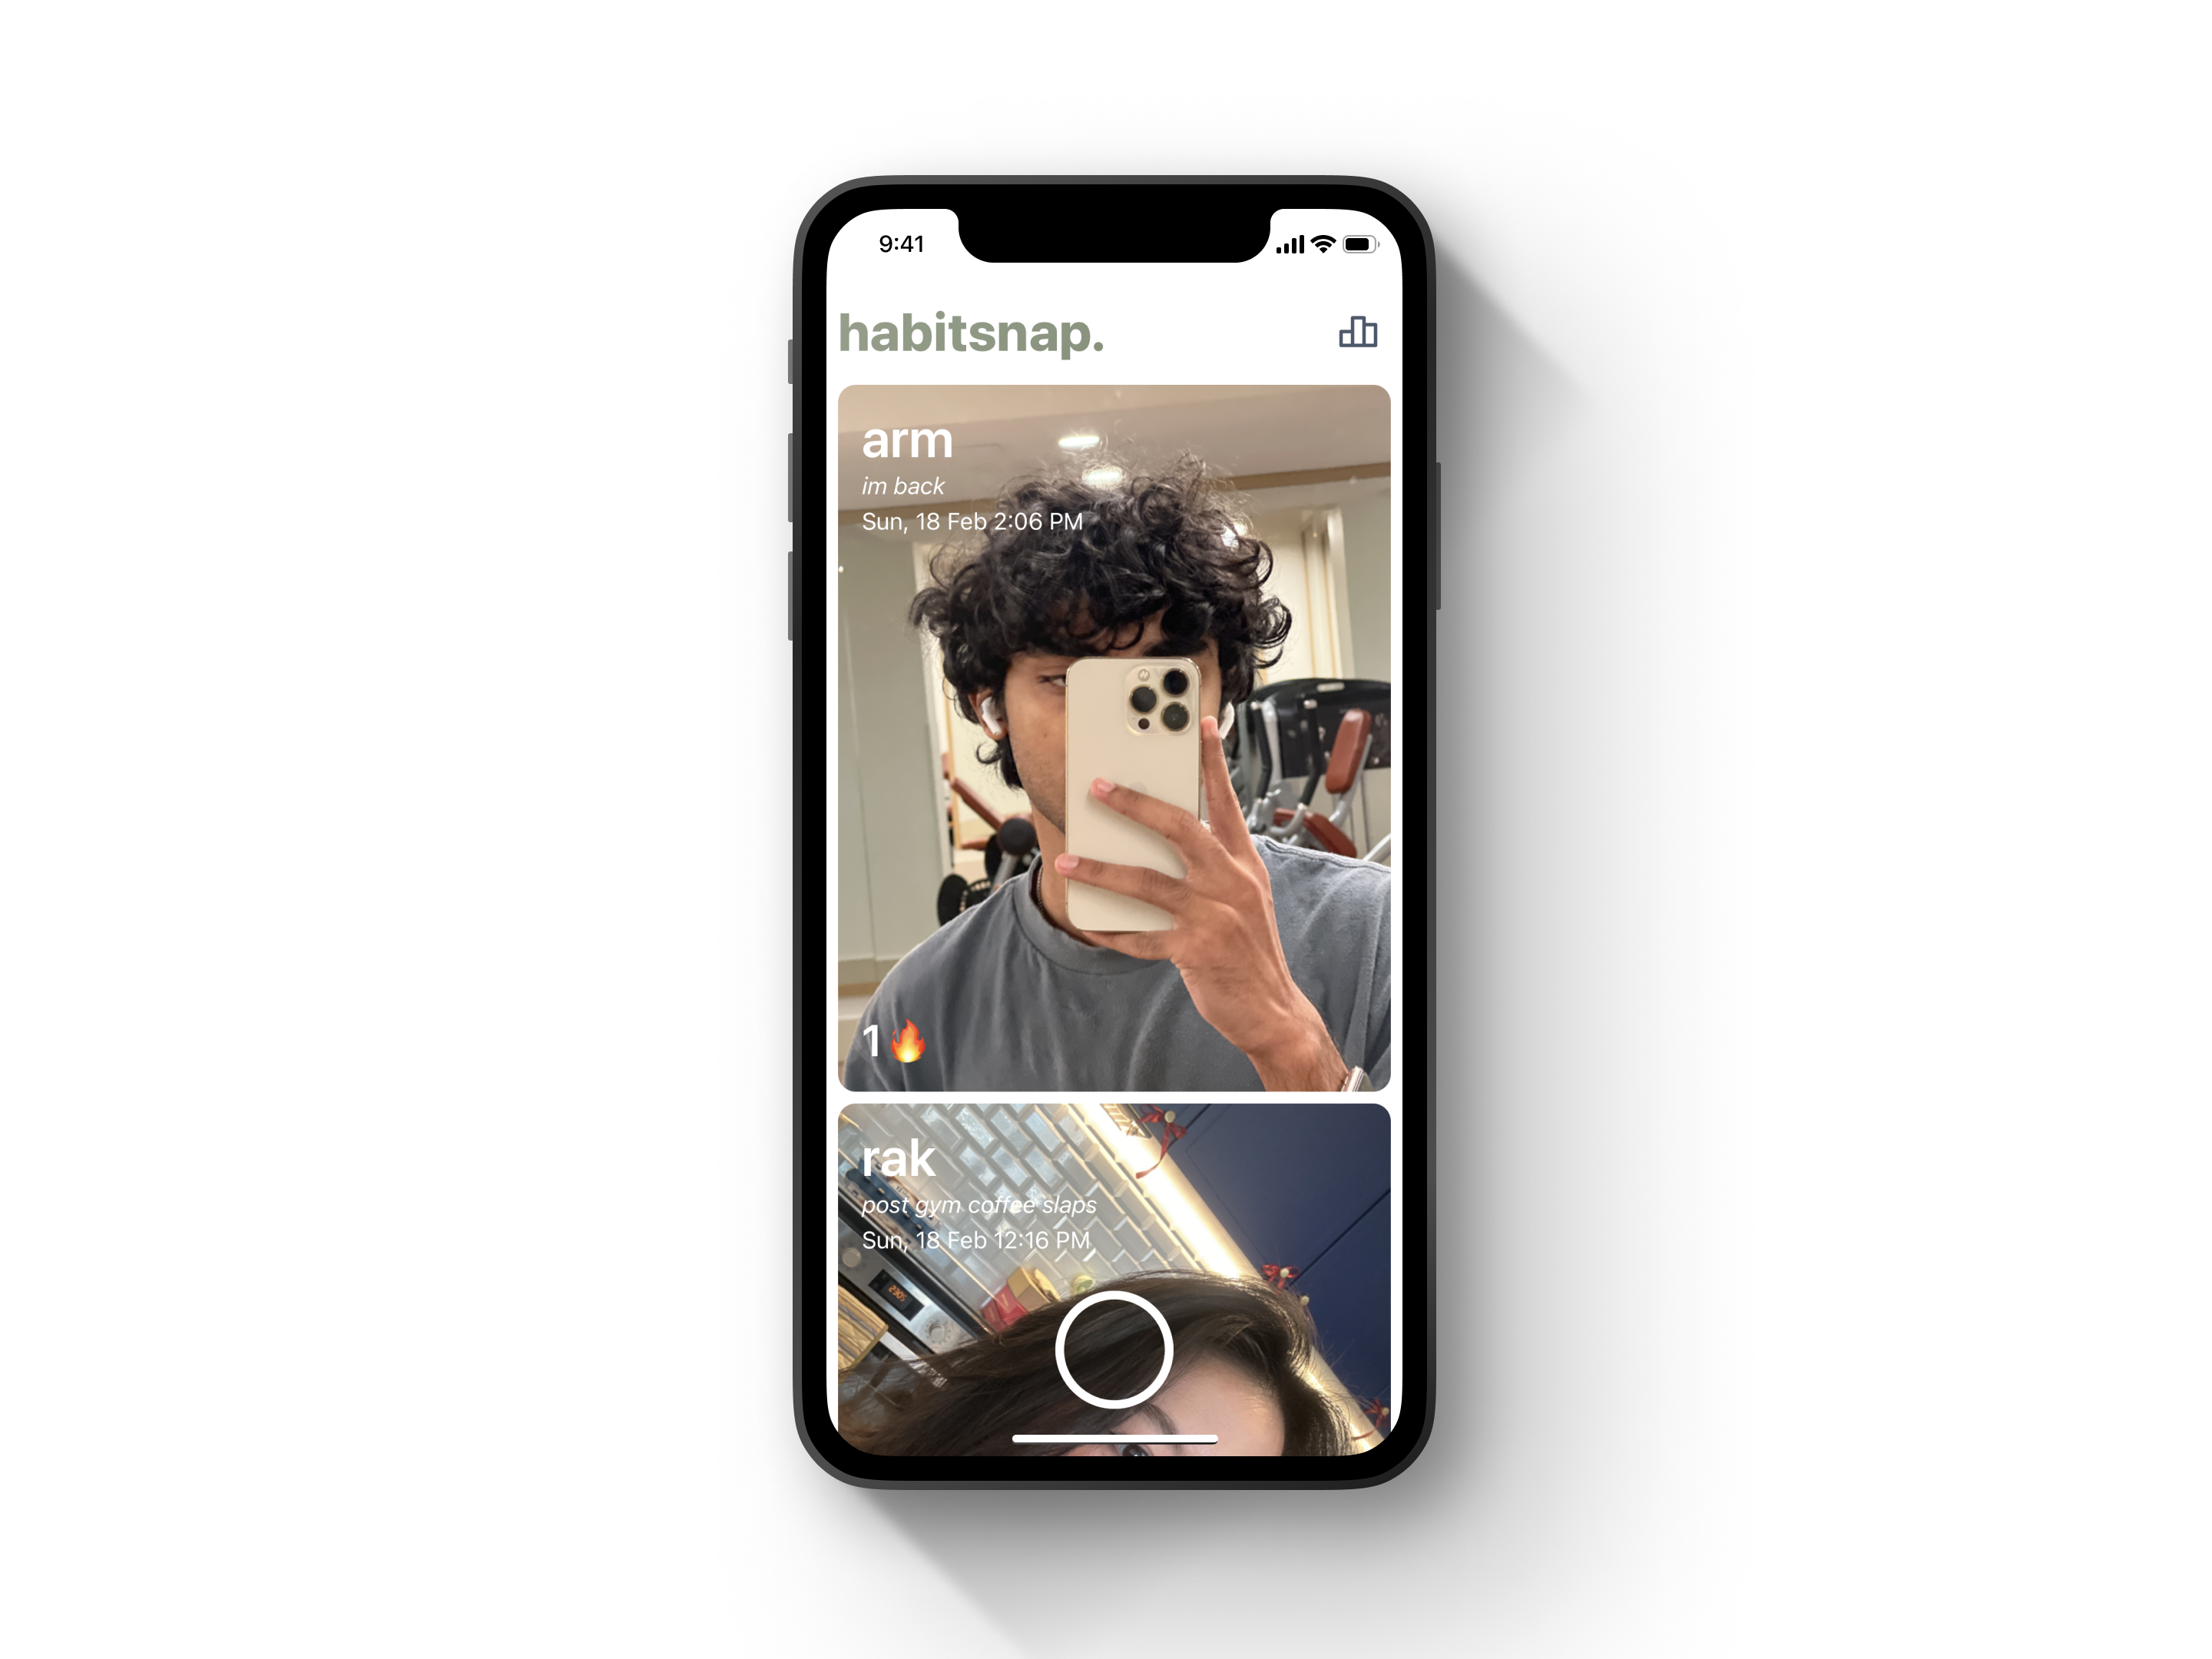 9:41
habitsnap.
arm
im back
Sun, 18 Feb 2:06 PM
1🔥
rak
post gym coffee slaps
Sun, 18 Feb 12:16 PM